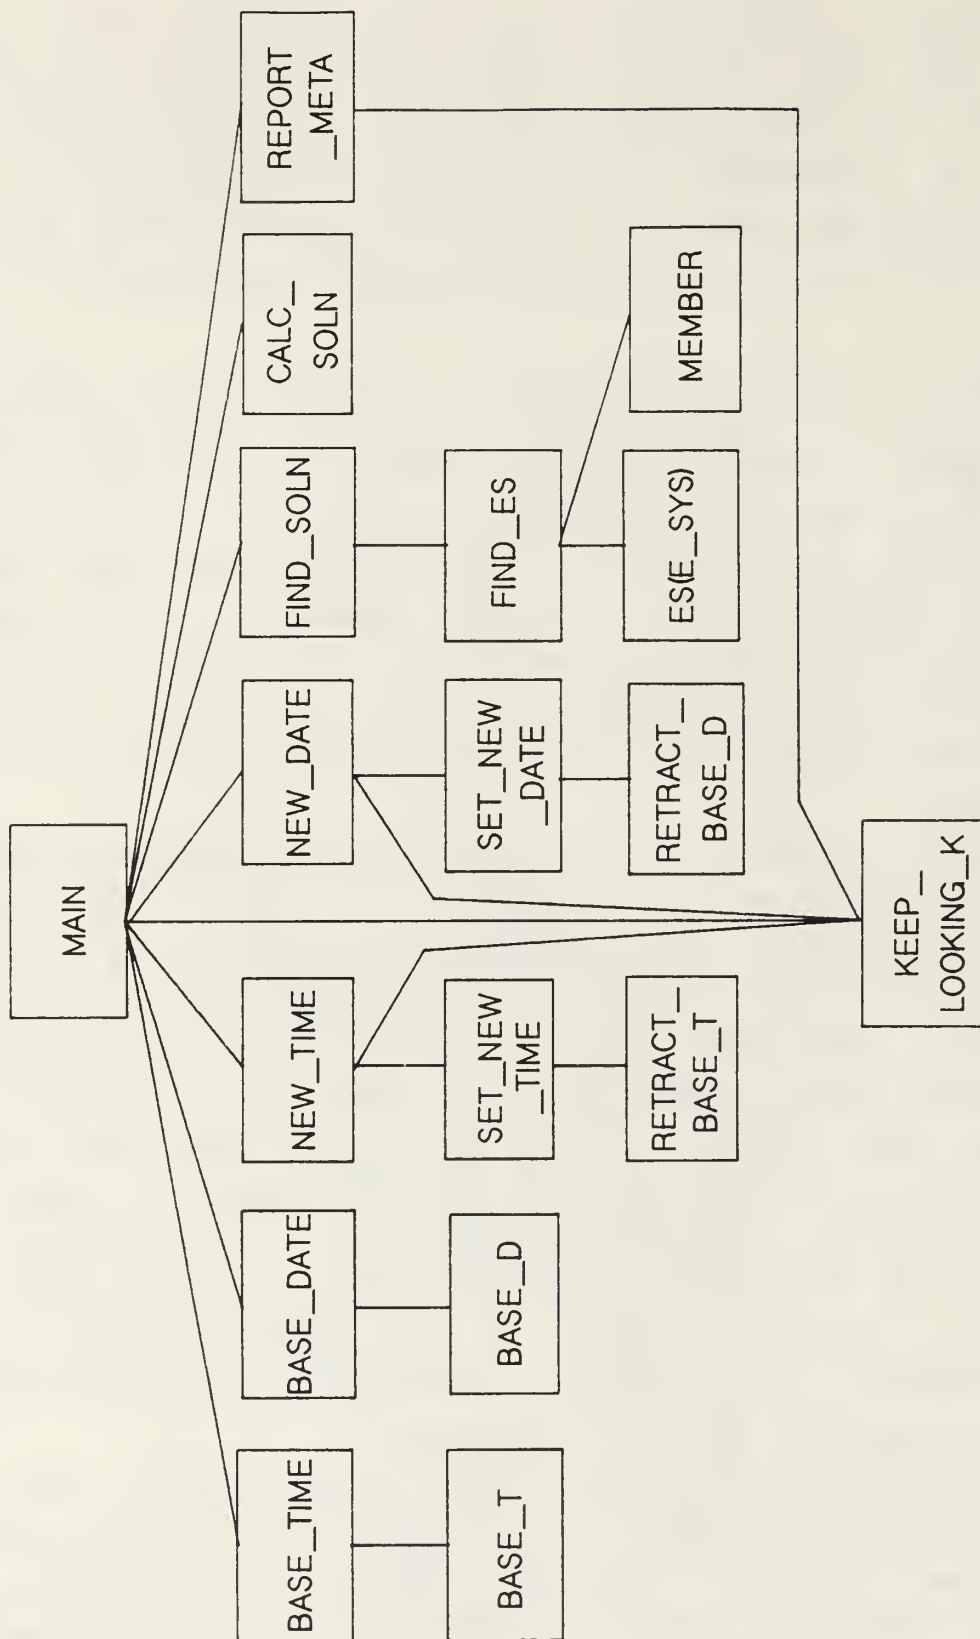 MAIN
BASE_TIME
BASE_DATE
NEW_TIME
NEW_DATE
FIND_SOLN
CALC_
SOLN
REPORT
_META
BASE_T
BASE_D
SET_NEW
_TIME
SET_NEW
_DATE
FIND_ES
RETRACT_
BASE_T
RETRACT_
BASE_D
ES(E_SYS)
MEMBER
KEEP_
LOOKING_K